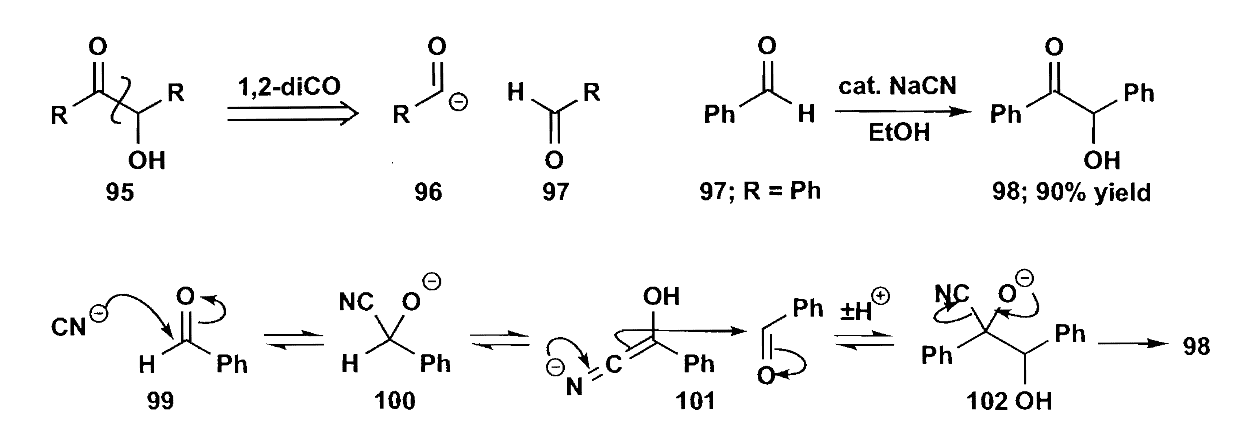 O O O O
R R 1,2-diCO R ⊖ H R Ph H cat. NaCN EtOH Ph Ph
OH O OH
95 96 97 97; R = Ph 98; 90% yield
CN⊖ O NC O⊖ OH Ph ±H⊕ NC O⊖
H Ph H Ph ⊖N C Ph O Ph Ph 98
99 100 101 102 OH